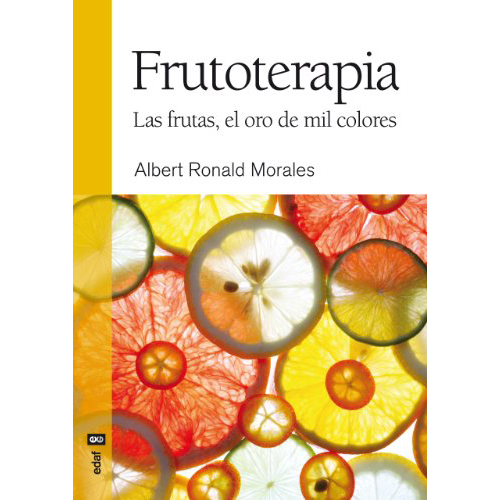 Frutoterapia
Las frutas, el oro de mil colores
Albert Ronald Morales
edaf